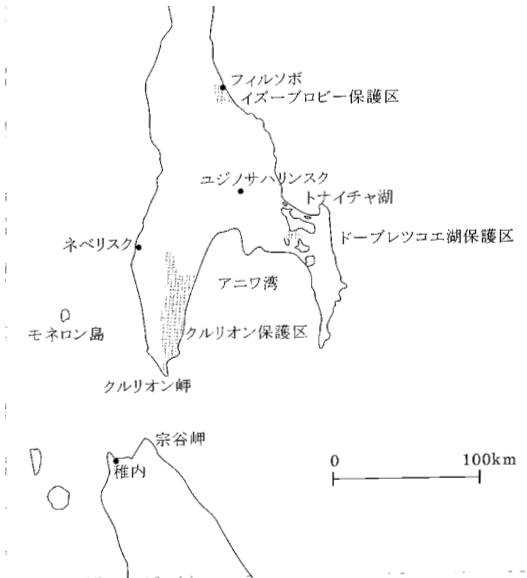 フィルソボ
イズーブロビー保護区
ユジノサハリンスク
トナイチャ湖
ドーブレツコエ湖保護区
ネベリスク
アニワ湾
モネロン島
クルリオン保護区
クルリオン岬
宗谷岬
稚内
0 100km